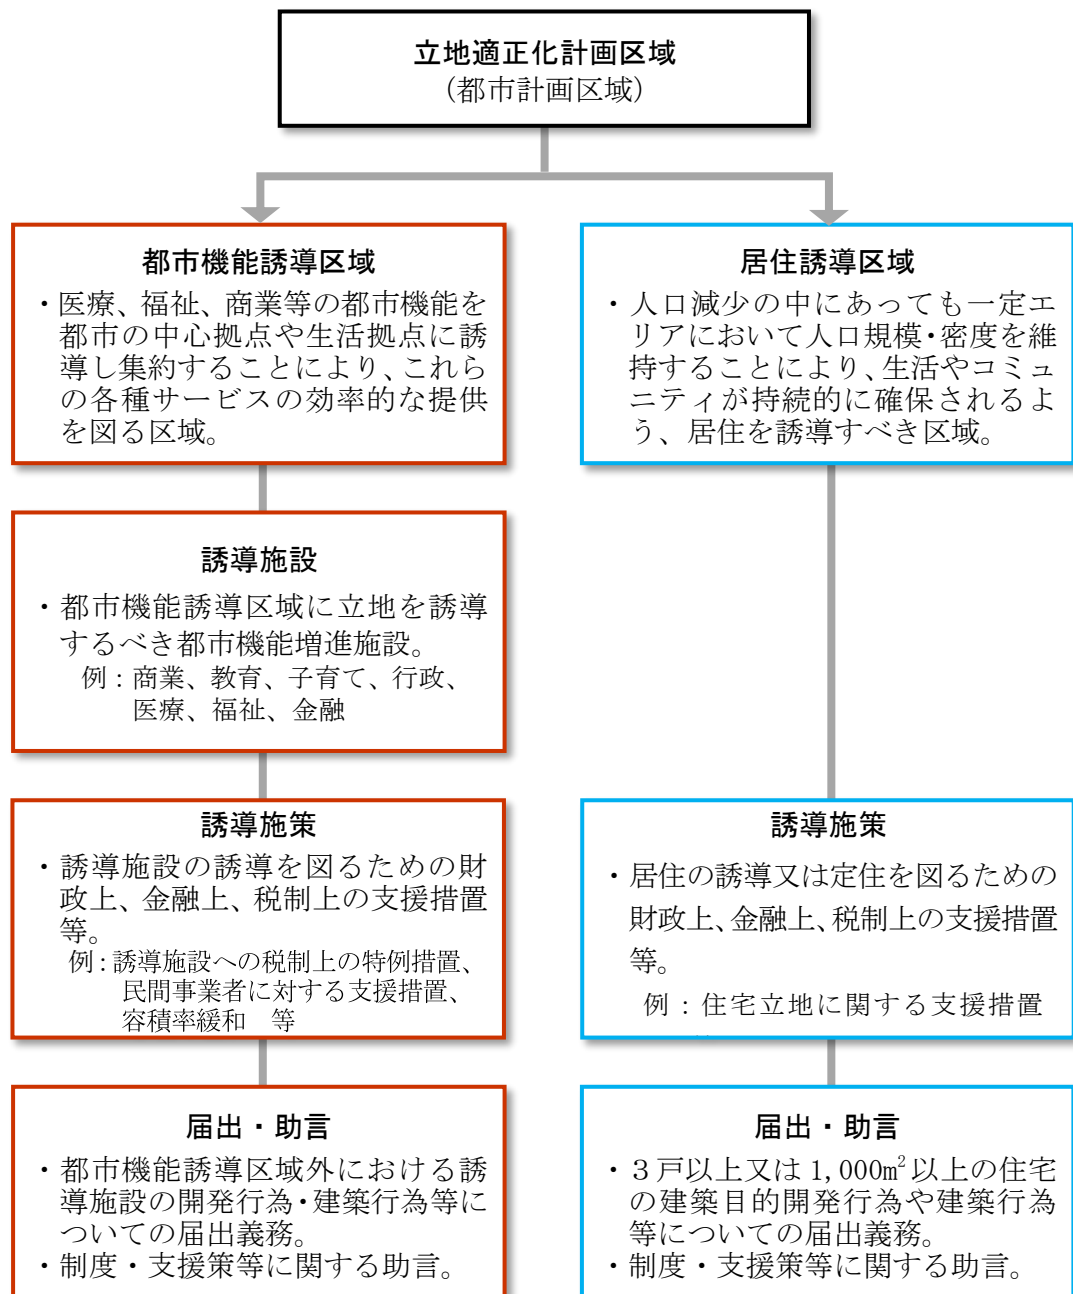 立地適正化計画区域
(都市計画区域)
都市機能誘導区域
・医療、福祉、商業等の都市機能を
都市の中心拠点や生活拠点に誘
導し集約することにより、これら
の各種サービスの効率的な提供
を図る区域。
誘導施設
・都市機能誘導区域に立地を誘導
するべき都市機能増進施設。
例：商業、教育、子育て、行政、
医療、福祉、金融
誘導施策
・誘導施設の誘導を図るための財
政上、金融上、税制上の支援措置
等。
例：誘導施設への税制上の特例措置、
民間事業者に対する支援措置、
容積率緩和　等
届出・助言
・都市機能誘導区域外における誘
導施設の開発行為・建築行為等に
ついての届出義務。
・制度・支援策等に関する助言。
居住誘導区域
・人口減少の中にあっても一定エ
リアにおいて人口規模・密度を維
持することにより、生活やコミュ
ニティが持続的に確保されるよ
う、居住を誘導すべき区域。
誘導施策
・居住の誘導又は定住を図るための
財政上、金融上、税制上の支援措置
等。
例：住宅立地に関する支援措置
届出・助言
・３戸以上又は 1,000㎡以上の住宅
の建築目的開発行為や建築行為
等についての届出義務。
・制度・支援策等に関する助言。